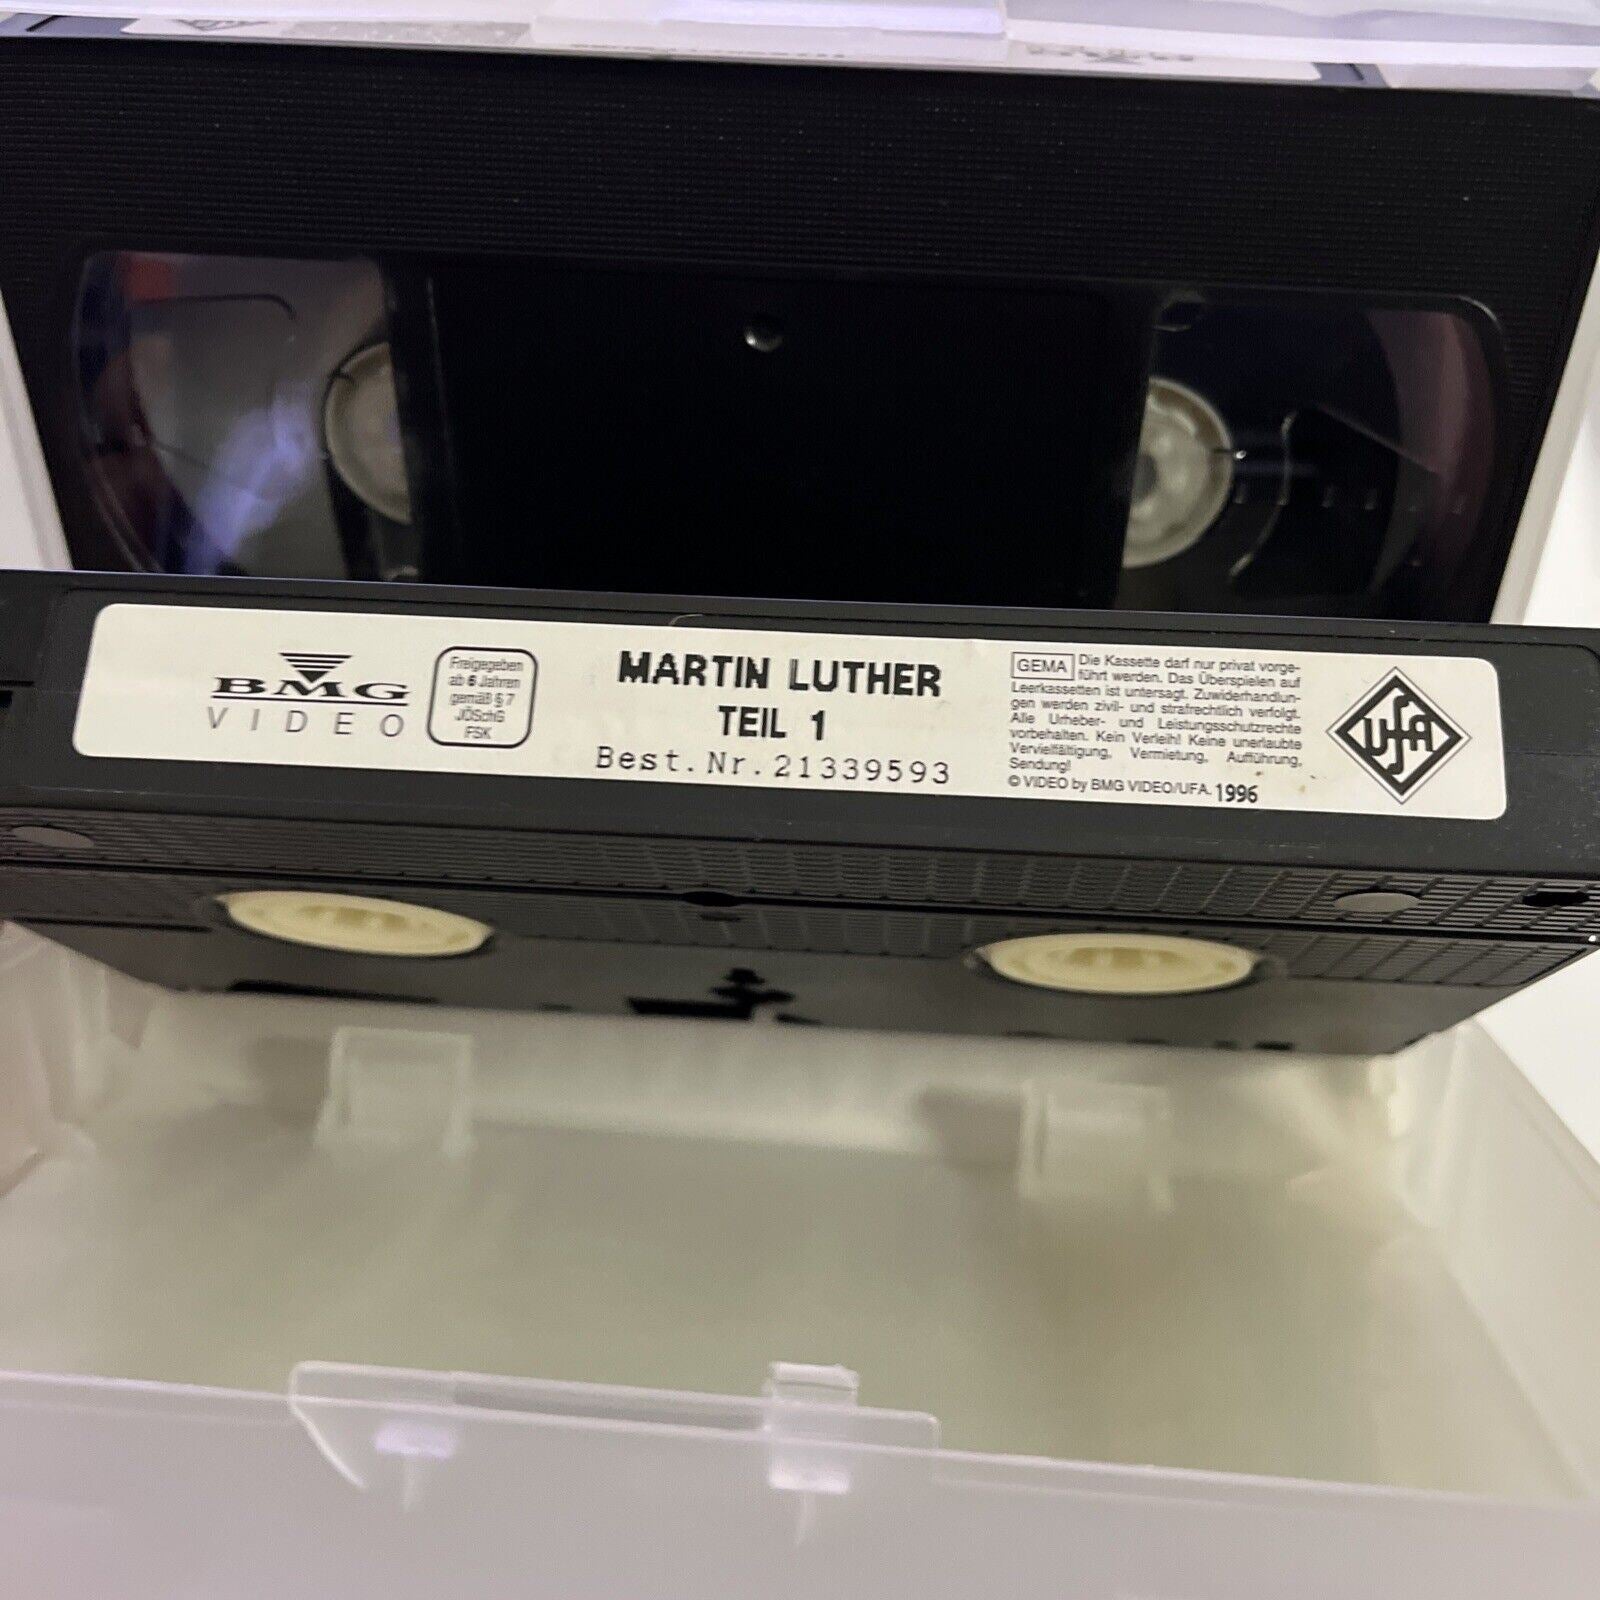 BMG
VIDEO
Freigegeben
ab 6 Jahren
gemäß § 7
JÖSchG
FSK
MARTIN LUTHER
TEIL 1
Best.Nr.21339593
GEMA Die Kassette darf nur privat vorge-
führt werden. Das Überspielen auf
Leerkassetten ist untersagt. Zuwiderhandlun-
gen werden zivil- und strafrechtlich verfolgt.
Alle Urheber- und Leistungsschutzrechte
vorbehalten. Kein Verleih! Keine unerlaubte
Vervielfältigung, Vermietung, Aufführung,
Sendung!
© VIDEO by BMG VIDEO/UFA. 1996
UFA